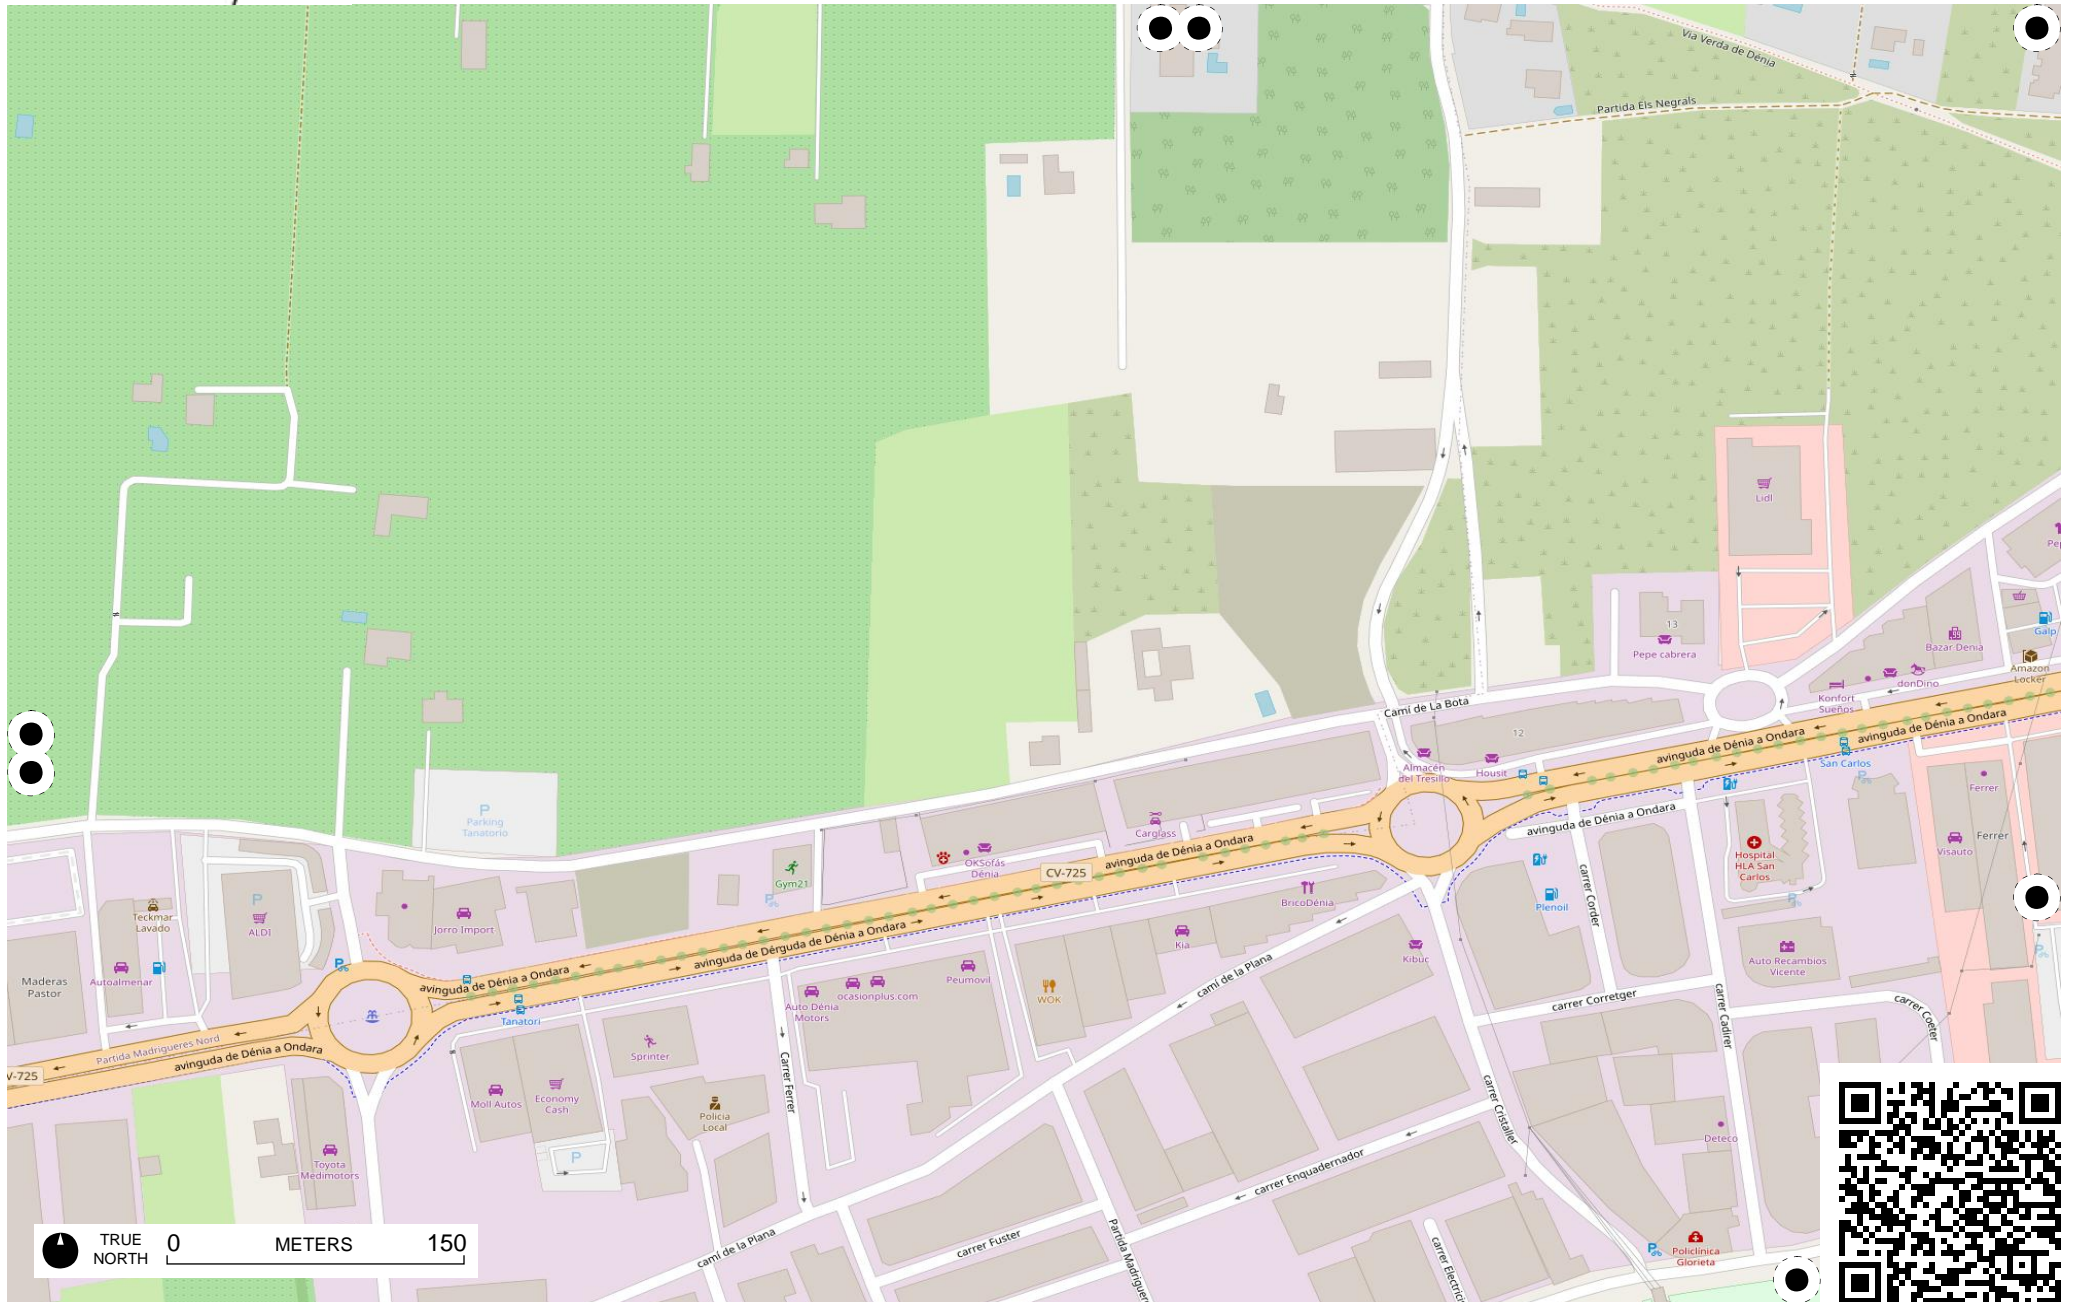 Via Verda de Dénia
Partida Els Negrals
Lidl
13
Pepe cabrera
Bazar Denia
Galp
Amazon
Locker
donDino
Konfort
Sueños
Camí de La Bota
12
Almacén
del Tresillo
Housit
avinguda de Dénia a Ondara
avinguda de Dénia a Ondara
San Carlos
Ferrer
Ferrer
Visauto
P
Parking
Tanatorio
Carglass
avinguda de Dénia a Ondara
OKSofás
Dénia
CV-725
avinguda de Dénia a Ondara
Gym21
Hospital
HLA San
Carlos
BricoDénia
Plenoil
carrer Corder
Teckmar
Lavado
P
ALDI
Jorro Import
Kia
Kibuc
Auto Recambios
Vicente
Maderas
Pastor
Autoalmenar
avinguda de Dénia a Ondara
avinguda de Dérguda de Dénia a Ondara
camí de la Plana
Peumovil
ocasionplus.com
Auto Dénia
Motors
WOK
carrer Corretger
carrer Cadirer
carrer Coeter
Tanatori
Partida Madrigueres Nord
avinguda de Dénia a Ondara
V-725
Sprinter
Carrer Ferrer
Moll Autos
Economy
Cash
Policia
Local
carrer Cristaller
P
Toyota
Medimotors
Deteco
carrer Enquadernador
camí de la Plana
carrer Fuster
Partida Madriguer
carrer Electrici
Policlínica
Glorieta
TRUE
NORTH
0 METERS 150